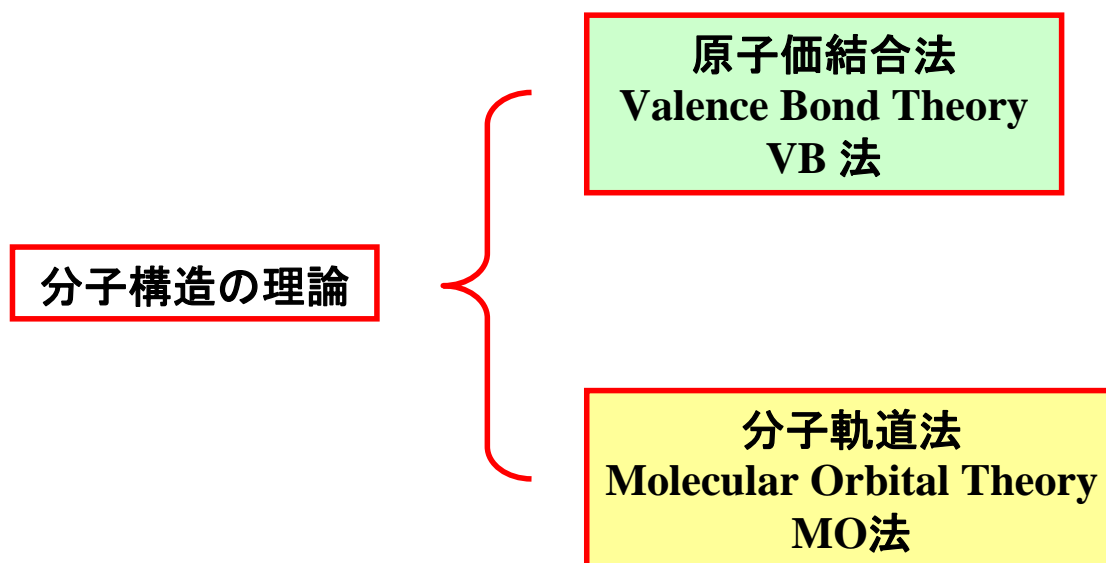 原子価結合法
Valence Bond Theory
VB 法
分子構造の理論
分子軌道法
Molecular Orbital Theory
MO法